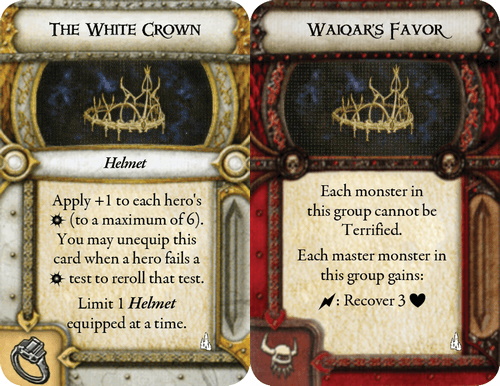 The White Crown
Helmet
Apply +1 to each hero's
(to a maximum of 6).
You may unequip this
card when a hero fails a
test to reroll that test.
Limit 1 Helmet
equipped at a time.
Waiqar's Favor
Each monster in
this group cannot be
Terrified.
Each master monster in
this group gains:
: Recover 3